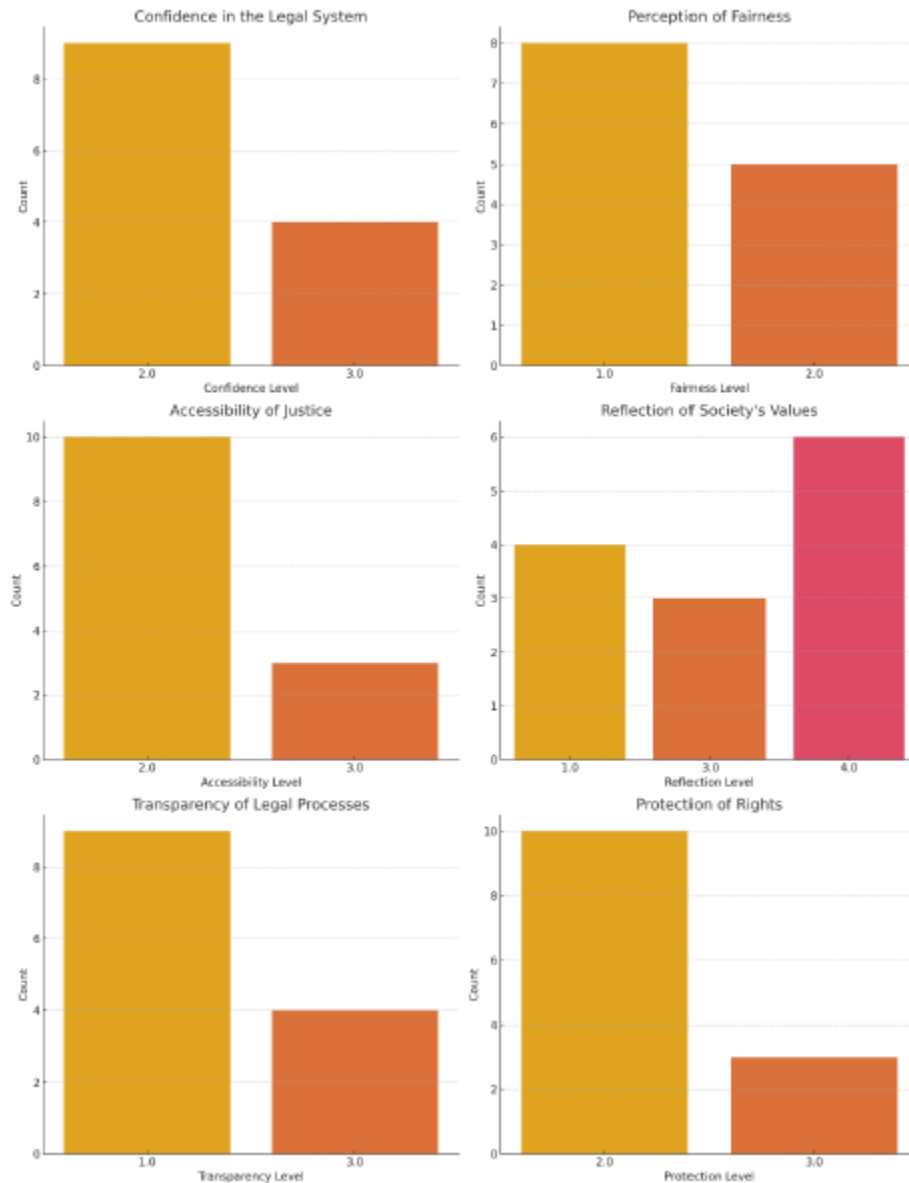 Confidence in the Legal System
8
6
4
2
0
Count
2.0 3.0
Confidence Level
Perception of Fairness
8
7
6
5
4
3
2
1
0
Count
1.0 2.0
Fairness Level
Accessibility of Justice
10
8
6
4
2
0
Count
2.0 3.0
Accessibility Level
Reflection of Society's Values
6
5
4
3
2
1
0
Count
1.0 3.0 4.0
Reflection Level
Transparency of Legal Processes
8
6
4
2
0
Count
1.0 3.0
Transparency Level
Protection of Rights
10
8
6
4
2
0
Count
2.0 3.0
Protection Level